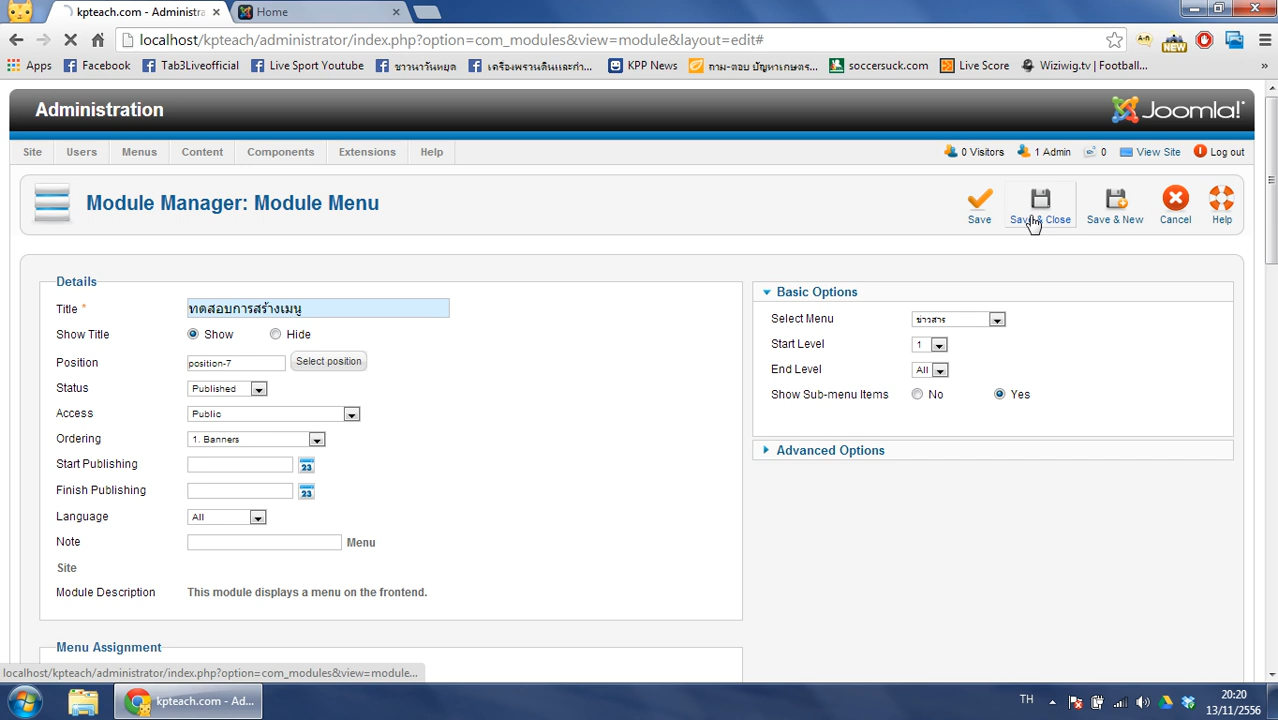 kpteach.com - Administra
Home
localhost/kpteach/administrator/index.php?option=com_modules&view=module&layout=edit#
NEW
Apps Facebook Tab3Liveofficial Live Sport Youtube ชาวนาวันหยุด เครื่องพรวนดินและกำ... KPP News ถาม-ตอบ ปัญหาเกษตร... soccersuck.com Live Score Wiziwig.tv | Football... »
Administration
Joomla!
Site Users Menus Content Components Extensions Help
0 Visitors 1 Admin 0 View Site Log out
Module Manager: Module Menu
Save Save & Close Save & New Cancel Help
Details
Title * ทดสอบการสร้างเมนู
Show Title Show Hide
Position position-7 Select position
Status Published
Access Public
Ordering 1. Banners
Start Publishing 23
Finish Publishing 23
Language All
Note Menu
Site
Module Description This module displays a menu on the frontend.
Basic Options
Select Menu ข่าวสาร
Start Level 1
End Level All
Show Sub-menu Items No Yes
Advanced Options
Menu Assignment
localhost/kpteach/administrator/index.php?option=com_modules&view=module...
kpteach.com - Ad...
TH
20:20
13/11/2556